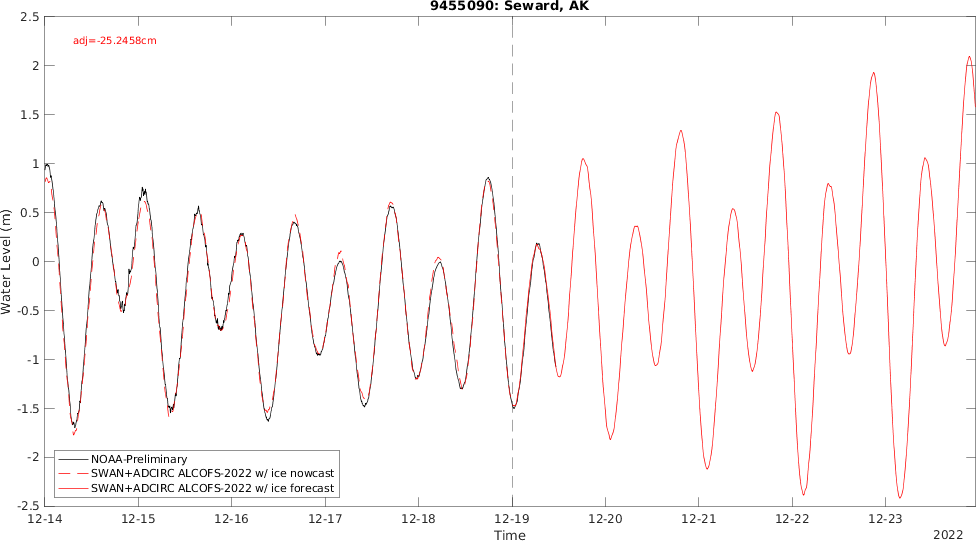 9455090: Seward, AK
adj=-25.2458cm
2.5
2
1.5
1
0.5
0
-0.5
-1
-1.5
-2
-2.5
Water Level (m)
NOAA-Preliminary
SWAN+ADCIRC ALCOFS-2022 w/ ice nowcast
SWAN+ADCIRC ALCOFS-2022 w/ ice forecast
12-14 12-15 12-16 12-17 12-18 12-19 12-20 12-21 12-22 12-23
Time
2022